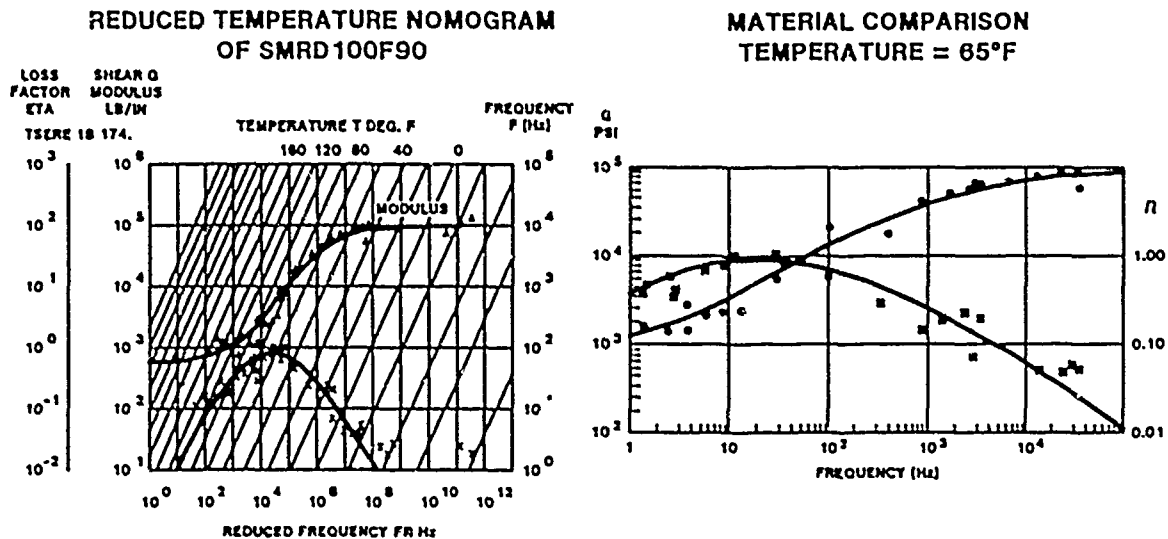 REDUCED TEMPERATURE NOMOGRAM
OF SMRD100F90
LOSS
FACTOR
ETA
SHEAR G
MODULUS
LB/IN
TSERE IS 174.
TEMPERATURE T DEG. F
FREQUENCY
F (Hz)
160 120 80 40 0
10³ 10² 10¹ 10⁰ 10⁻¹ 10⁻²
10⁶ 10⁵ 10⁴ 10³ 10² 10¹
MODULUS
10⁴ 10³ 10² 10⁰
10⁰ 10² 10⁴ 10⁶ 10⁸ 10¹⁰ 10¹²
REDUCED FREQUENCY FR Hz
MATERIAL COMPARISON
TEMPERATURE = 65°F
G
PSI
10⁵ 10⁴ 10³ 10²
η
1.00
0.10
0.01
1 10 10² 10³ 10⁴
FREQUENCY (Hz)